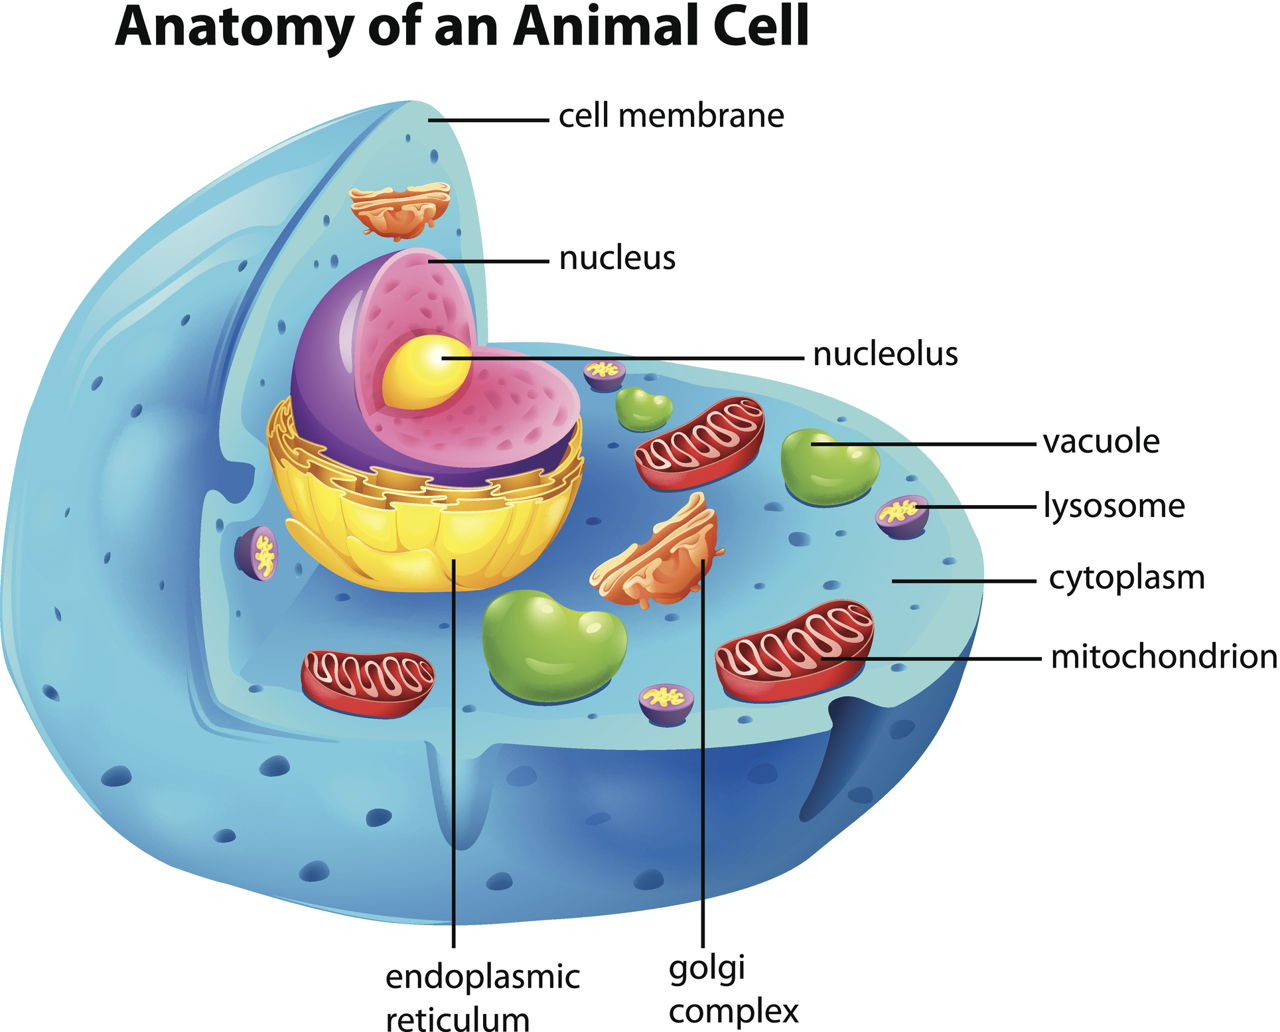 Anatomy of an Animal Cell
cell membrane
nucleus
nucleolus
vacuole
lysosome
cytoplasm
mitochondrion
endoplasmic
reticulum
golgi
complex